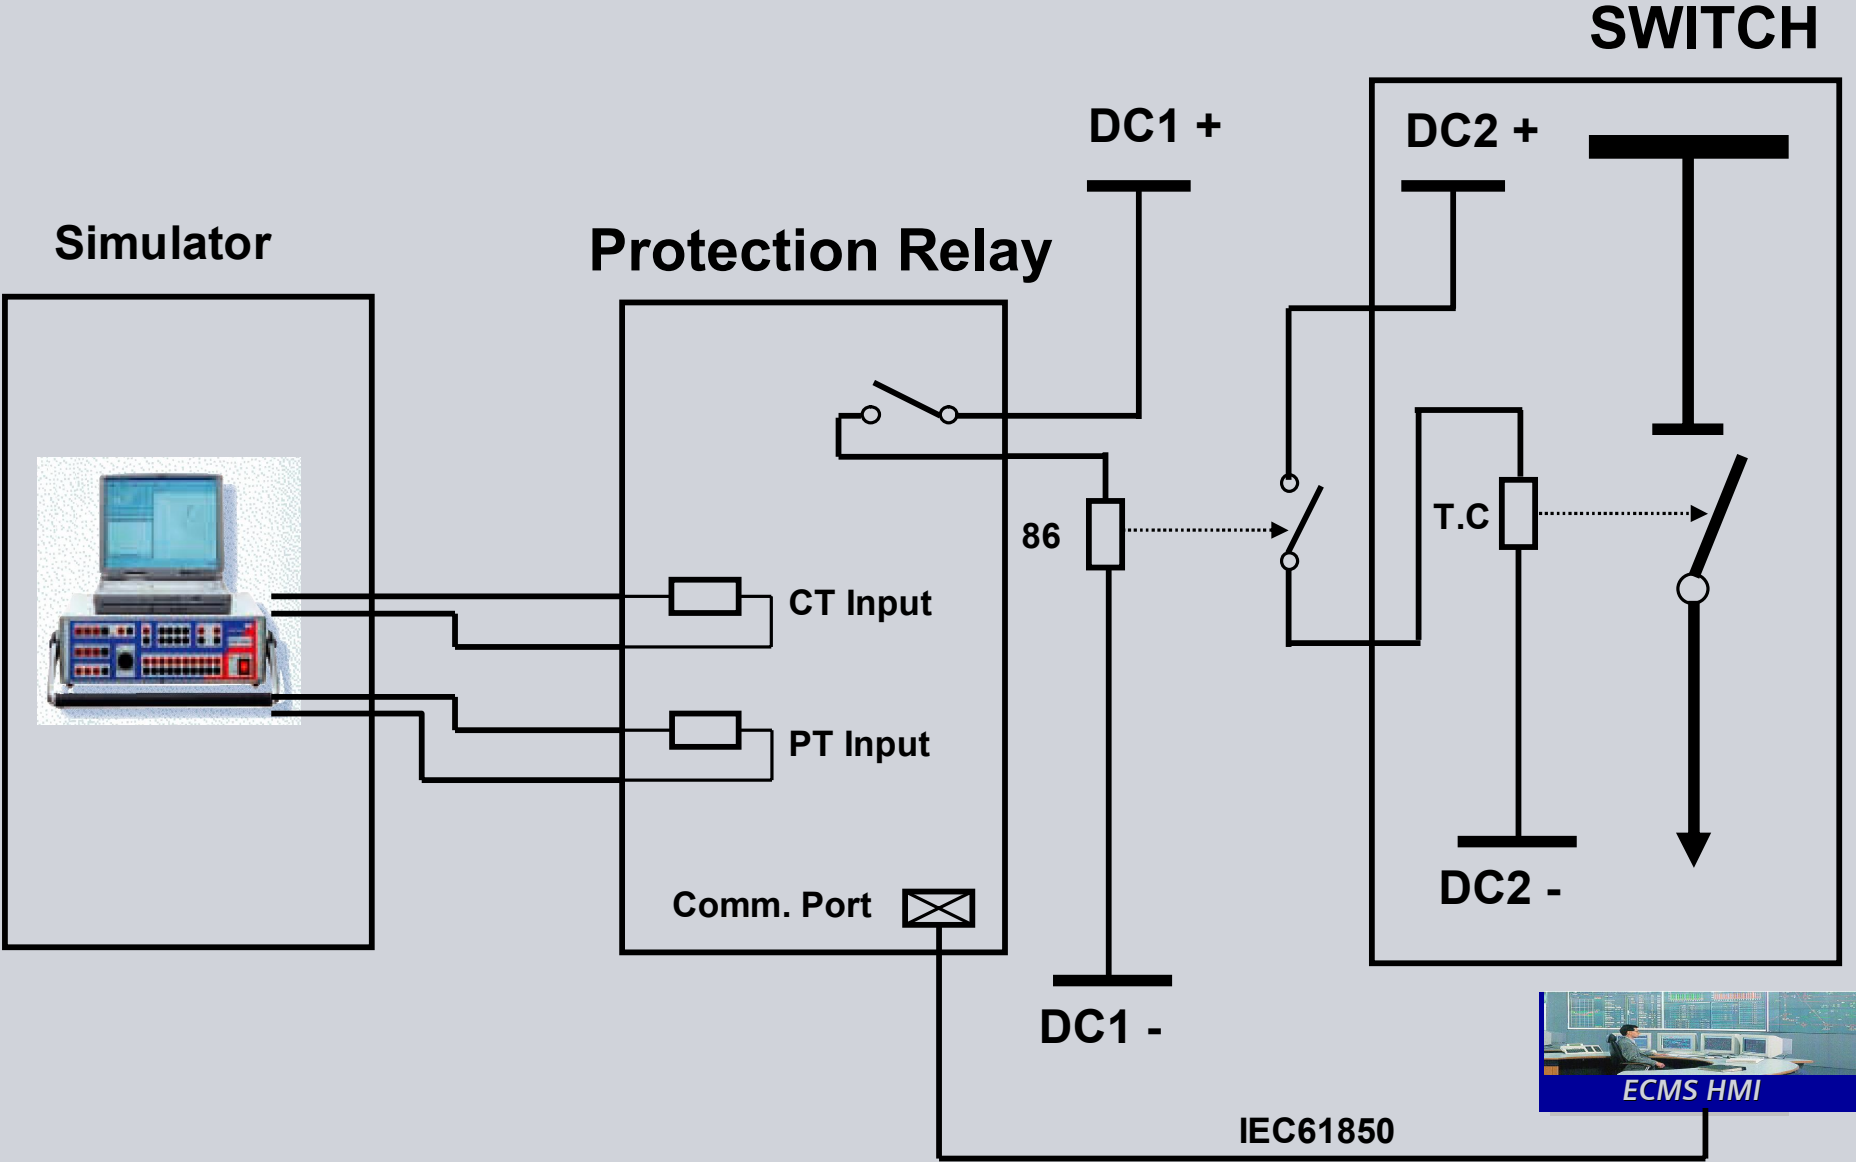 SWITCH
DC1 +
DC2 +
Simulator
Protection Relay
86
T.C
CT Input
PT Input
Comm. Port
DC2 -
DC1 -
ECMS HMI
IEC61850